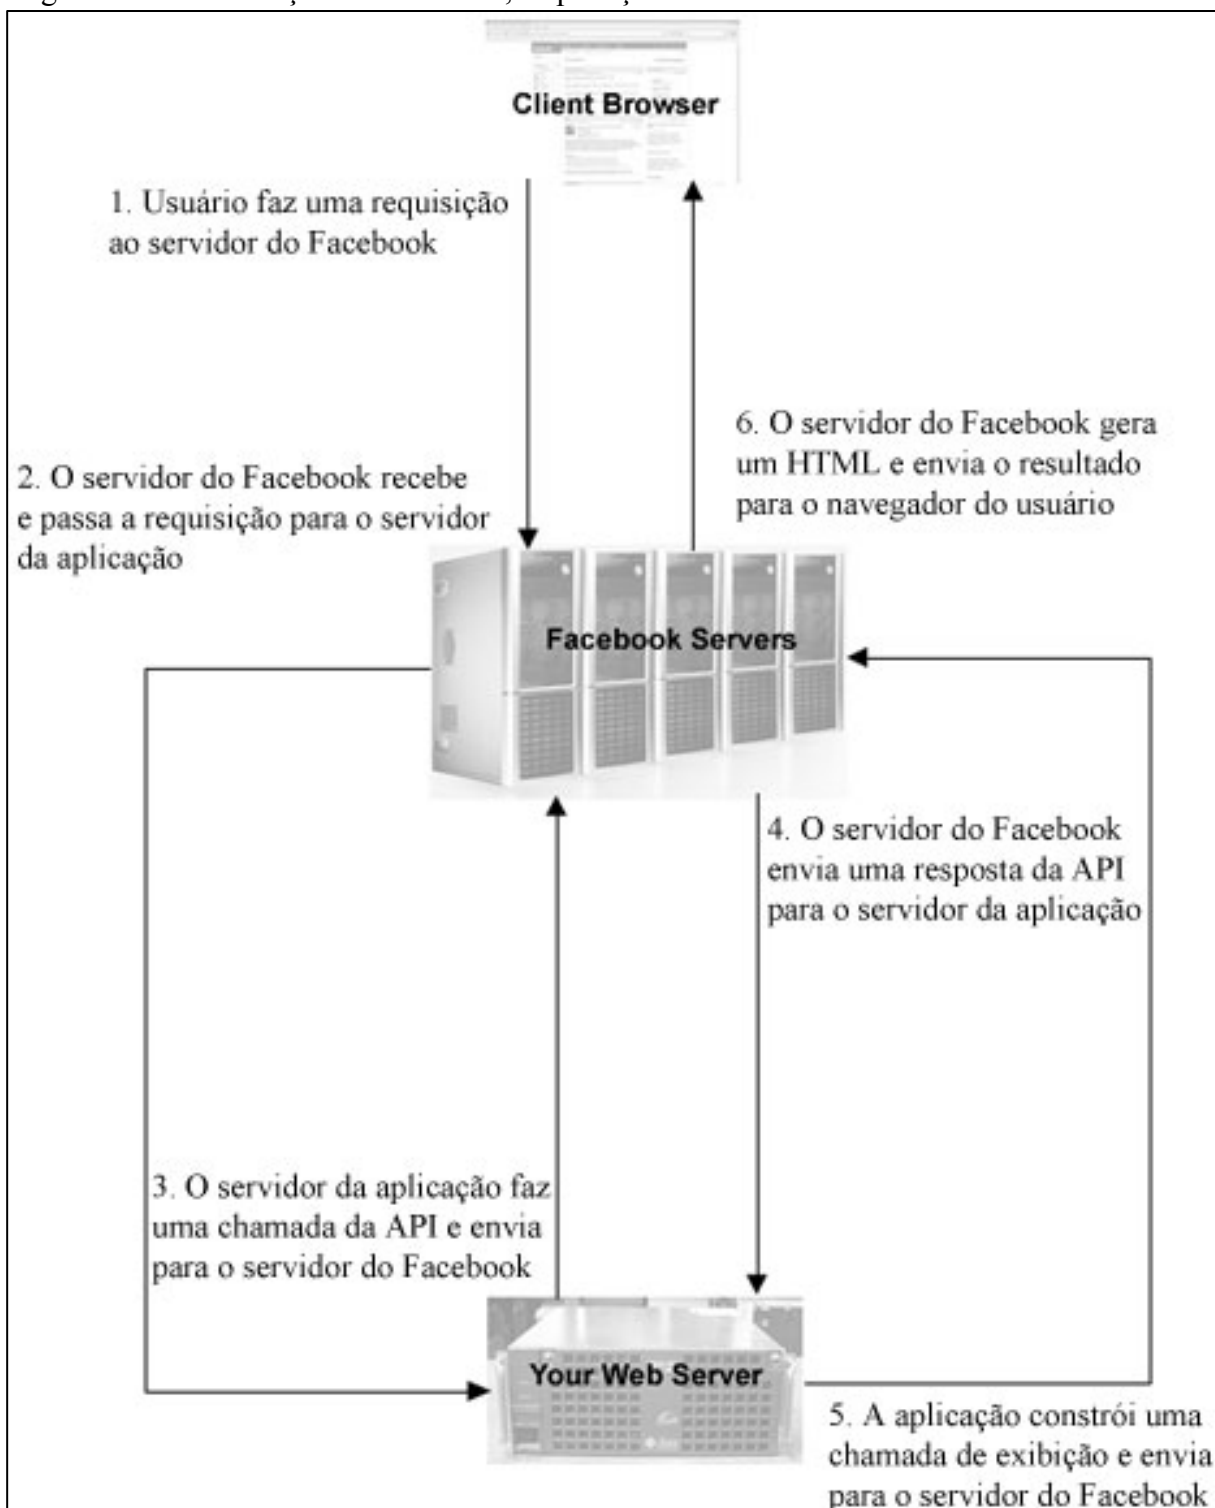 Client Browser
1. Usuário faz uma requisição
ao servidor do Facebook
6. O servidor do Facebook gera
um HTML e envia o resultado
para o navegador do usuário
2. O servidor do Facebook recebe
e passa a requisição para o servidor
da aplicação
Facebook Servers
4. O servidor do Facebook
envia uma resposta da API
para o servidor da aplicação
3. O servidor da aplicação faz
uma chamada da API e envia
para o servidor do Facebook
Your Web Server
5. A aplicação constrói uma
chamada de exibição e envia
para o servidor do Facebook